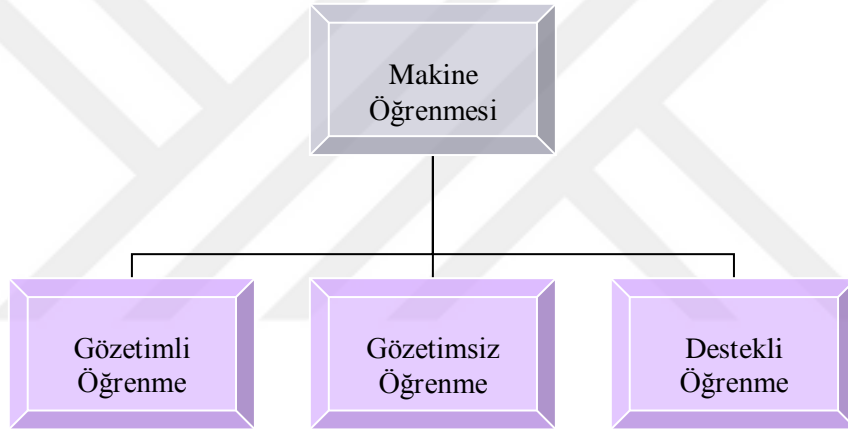 Makine
Öğrenmesi
Gözetimli
Öğrenme
Gözetimsiz
Öğrenme
Destekli
Öğrenme